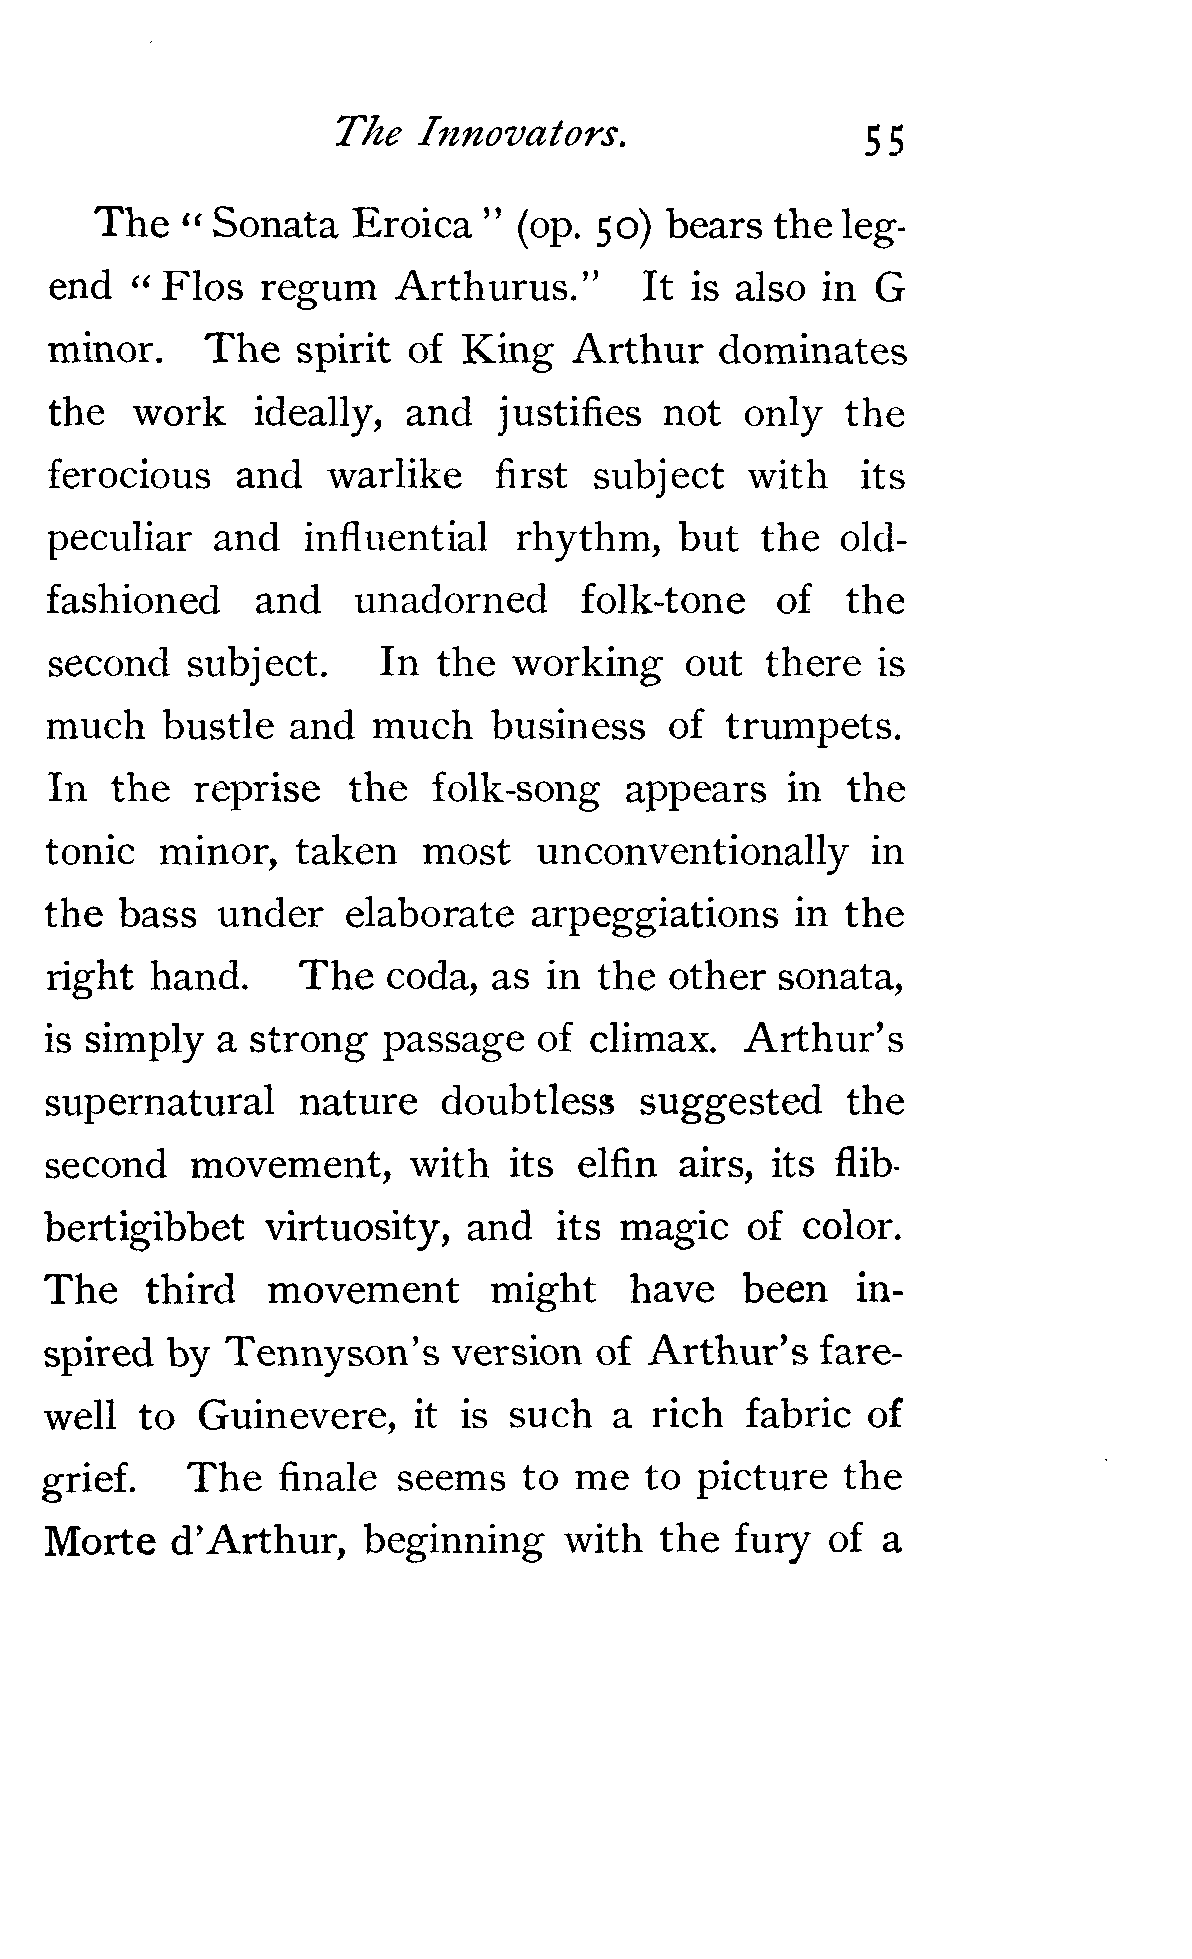 The Innovators. 55
The " Sonata Eroica " (op. 50) bears the leg-
end " Flos regum Arthurus." It is also in G
minor. The spirit of King Arthur dominates
the work ideally, and justifies not only the
ferocious and warlike first subject with its
peculiar and influential rhythm, but the old-
fashioned and unadorned folk-tone of the
second subject. In the working out there is
much bustle and much business of trumpets.
In the reprise the folk-song appears in the
tonic minor, taken most unconventionally in
the bass under elaborate arpeggiations in the
right hand. The coda, as in the other sonata,
is simply a strong passage of climax. Arthur's
supernatural nature doubtless suggested the
second movement, with its elfin airs, its flib-
bertigibbet virtuosity, and its magic of color.
The third movement might have been in-
spired by Tennyson's version of Arthur's fare-
well to Guinevere, it is such a rich fabric of
grief. The finale seems to me to picture the
Morte d'Arthur, beginning with the fury of a